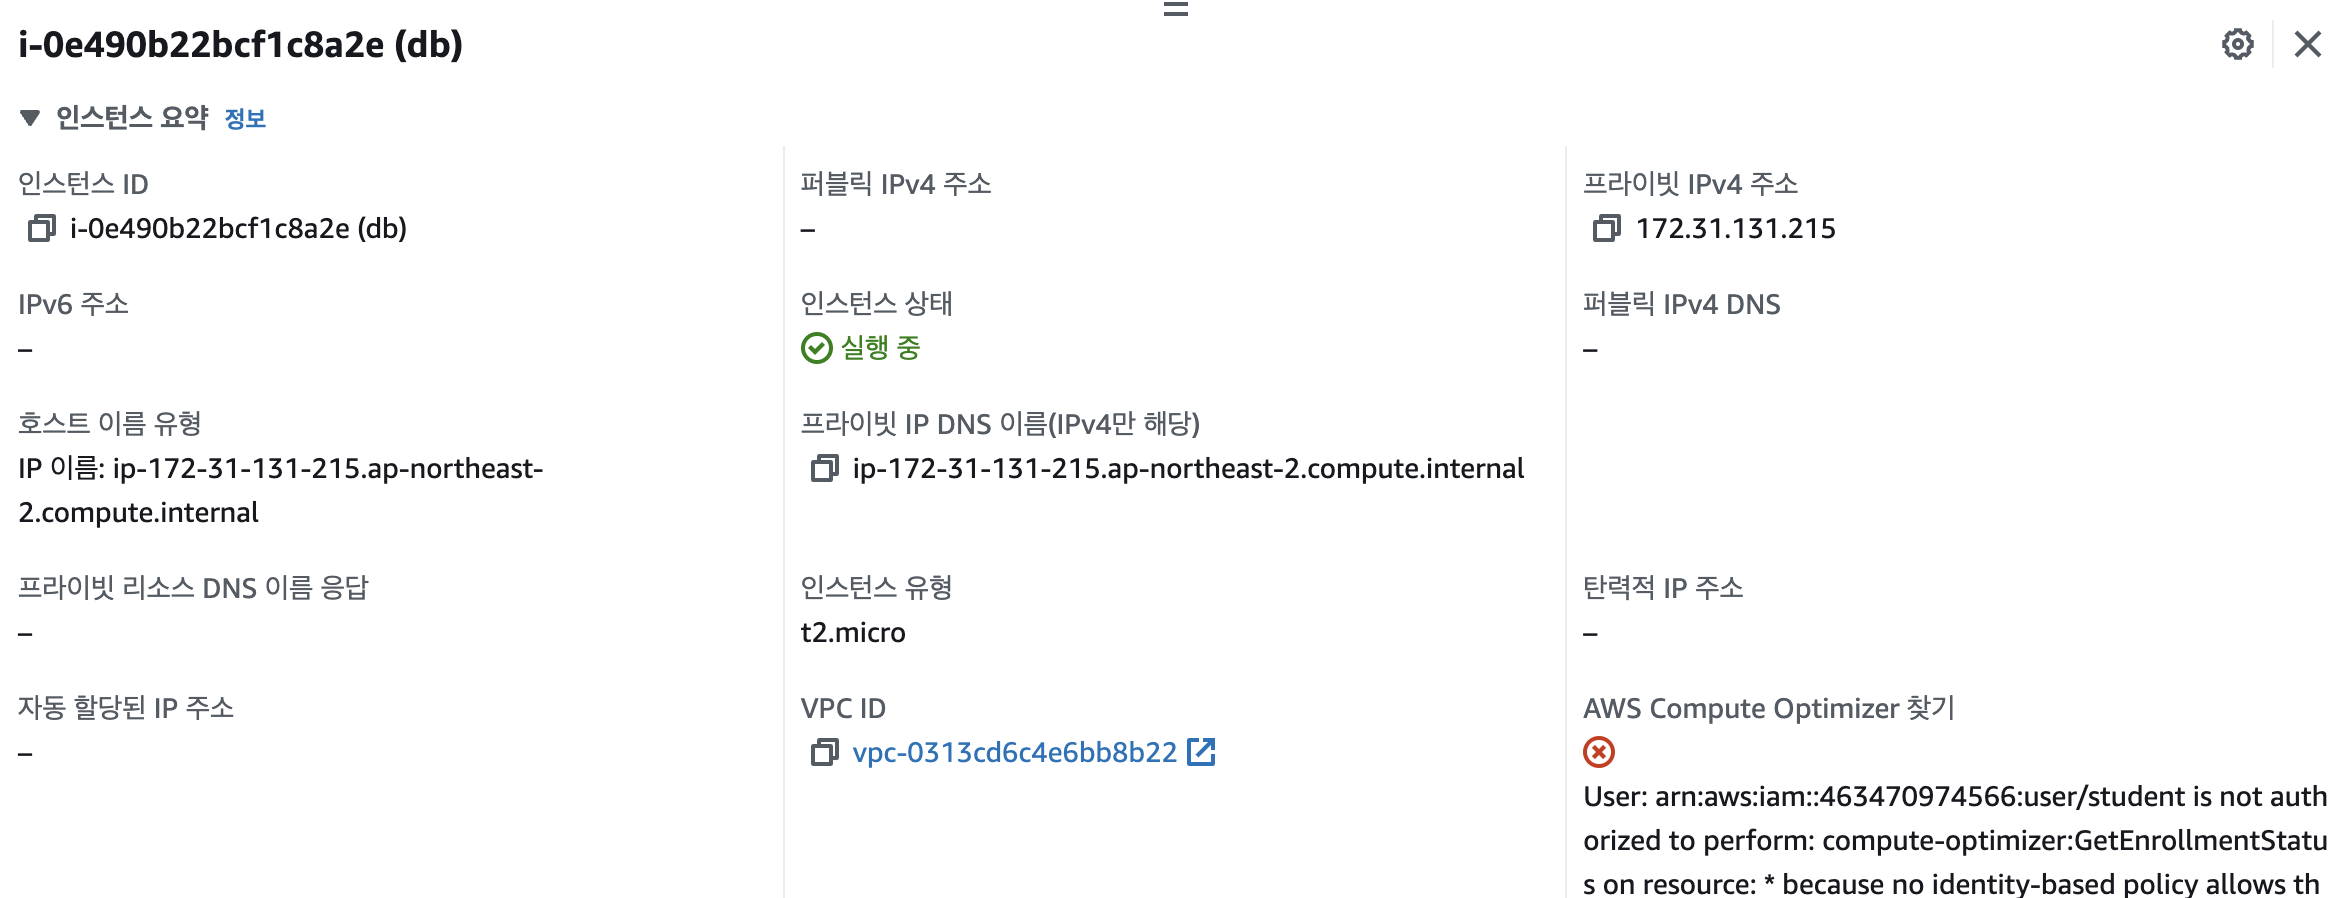 i-0e490b22bcf1c8a2e (db)
인스턴스 요약 정보
인스턴스 ID
i-0e490b22bcf1c8a2e (db)
퍼블릭 IPv4 주소
–
프라이빗 IPv4 주소
172.31.131.215
IPv6 주소
–
인스턴스 상태
실행 중
퍼블릭 IPv4 DNS
–
호스트 이름 유형
IP 이름: ip-172-31-131-215.ap-northeast-
2.compute.internal
프라이빗 IP DNS 이름(IPv4만 해당)
ip-172-31-131-215.ap-northeast-2.compute.internal
프라이빗 리소스 DNS 이름 응답
–
인스턴스 유형
t2.micro
탄력적 IP 주소
–
자동 할당된 IP 주소
–
VPC ID
vpc-0313cd6c4e6bb8b22
AWS Compute Optimizer 찾기
User: arn:aws:iam::463470974566:user/student is not auth
orized to perform: compute-optimizer:GetEnrollmentStatu
s on resource: * because no identity-based policy allows th